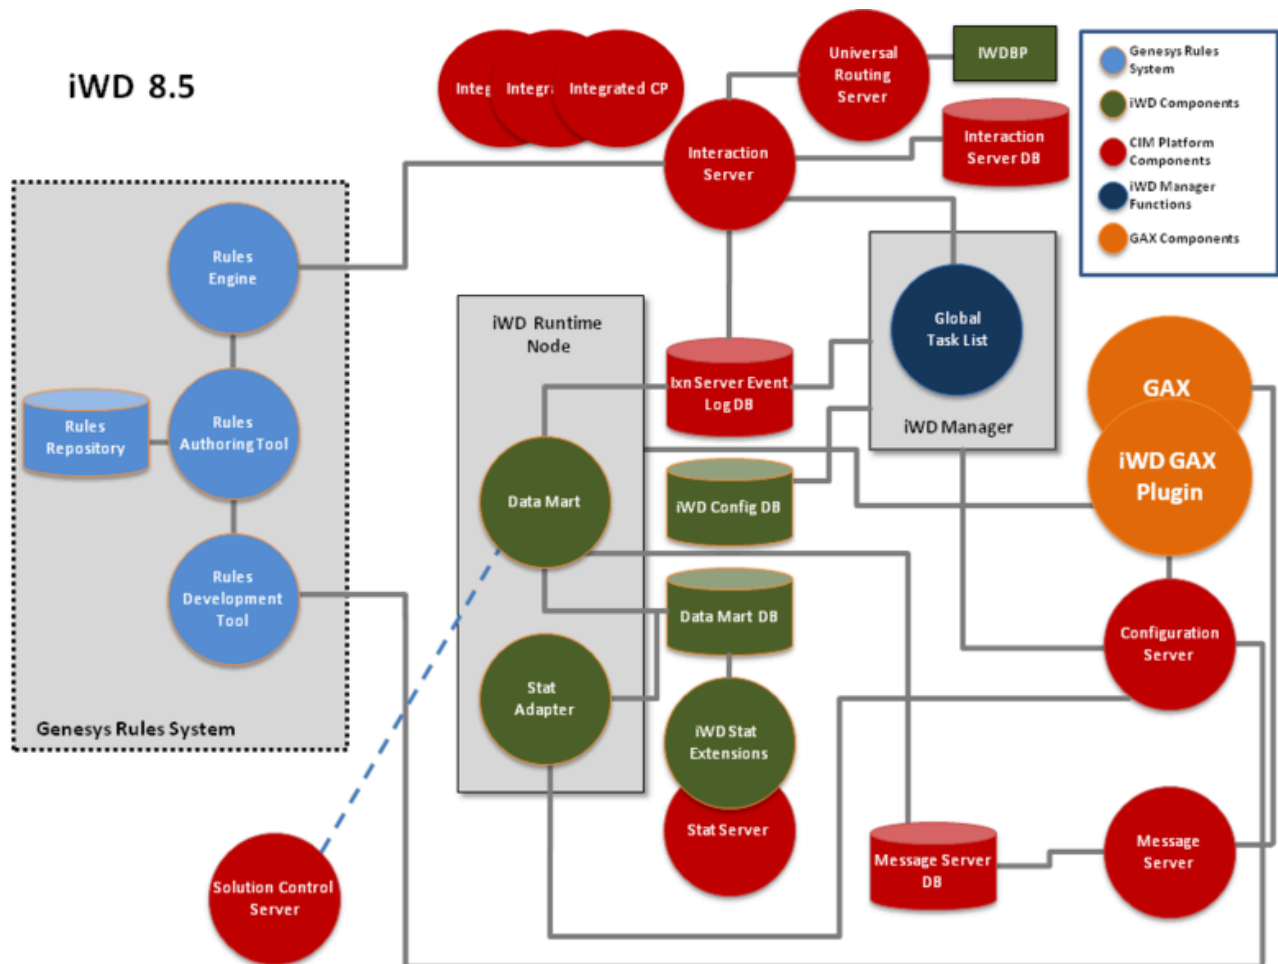 iWD 8.5
Integrated CP
Universal
Routing
Server
IWDBP
Interaction
Server
Interaction
Server DB
Genesys Rules
System
iWD Components
CIM Platform
Components
iWD Manager
Functions
GAX Components
Rules
Engine
Rules
Authoring Tool
Rules
Repository
Rules
Development
Tool
Genesys Rules System
iWD Runtime
Node
Data Mart
Stat
Adapter
Ixn Server Event
Log DB
iWD Config DB
Data Mart DB
iWD Stat
Extensions
Stat Server
Global
Task List
iWD Manager
GAX
iWD GAX
Plugin
Configuration
Server
Message
Server
Message Server
DB
Solution Control
Server